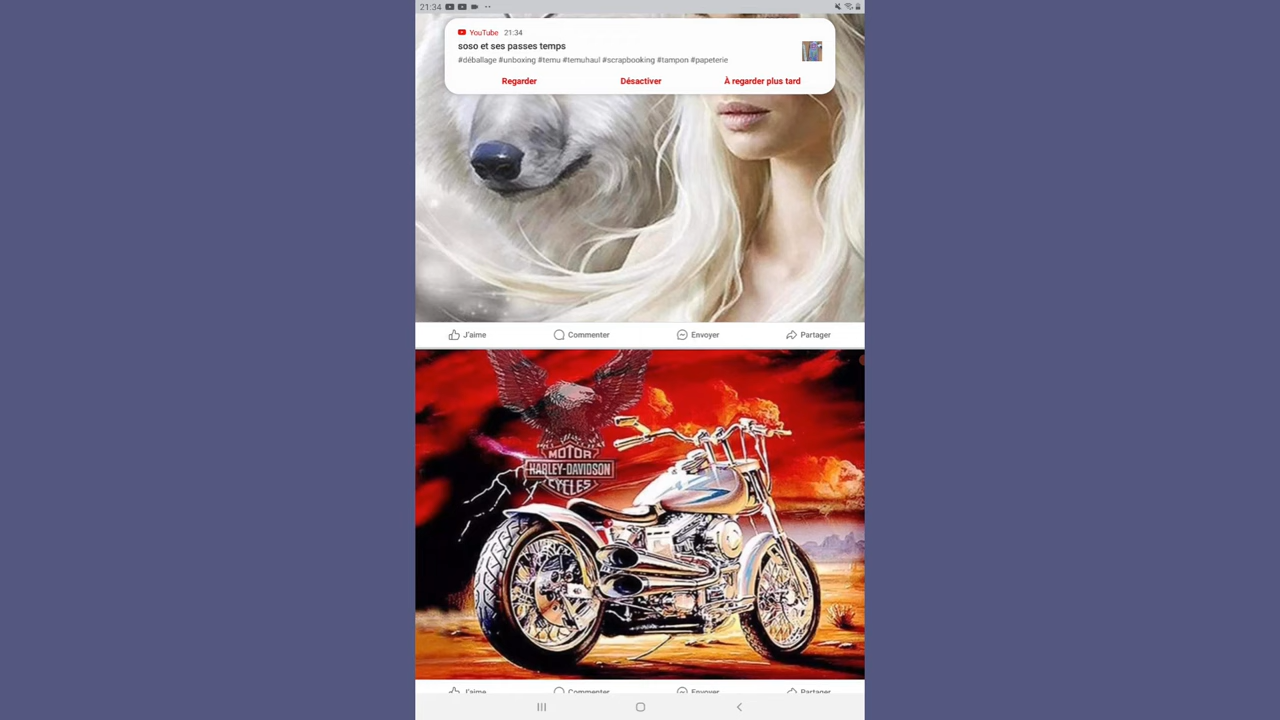 21:34
YouTube 21:34
soso et ses passes temps
#déballage #unboxing #temu #temuhaul #scrapbooking #tampon #papeterie
Regarder Désactiver À regarder plus tard
J'aime Commenter Envoyer Partager
MOTOR
HARLEY-DAVIDSON
CYCLES
J'aime Commenter Envoyer Partager